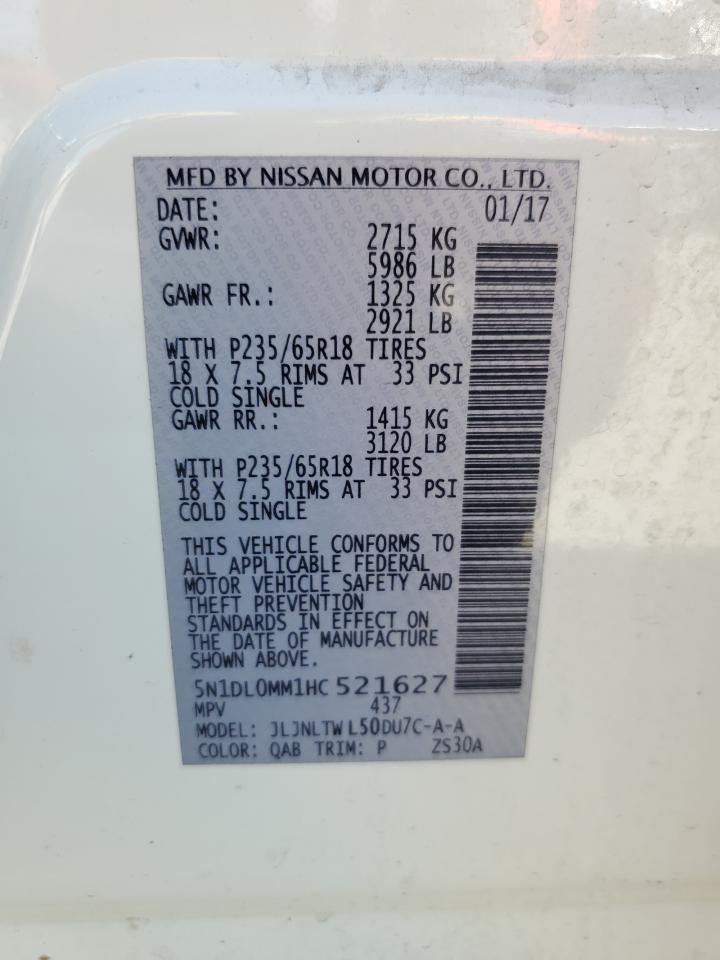 MFD BY NISSAN MOTOR CO., LTD.
DATE: 01/17
GVWR: 2715 KG
5986 LB
GAWR FR.: 1325 KG
2921 LB
WITH P235/65R18 TIRES
18 X 7.5 RIMS AT 33 PSI
COLD SINGLE
GAWR RR.: 1415 KG
3120 LB
WITH P235/65R18 TIRES
18 X 7.5 RIMS AT 33 PSI
COLD SINGLE
THIS VEHICLE CONFORMS TO
ALL APPLICABLE FEDERAL
MOTOR VEHICLE SAFETY AND
THEFT PREVENTION
STANDARDS IN EFFECT ON
THE DATE OF MANUFACTURE
SHOWN ABOVE.
5N1DL0MM1HC 521627
MPV 437
MODEL: JLJNLTW L50DU7C-A-A
COLOR: QAB TRIM: P ZS30A